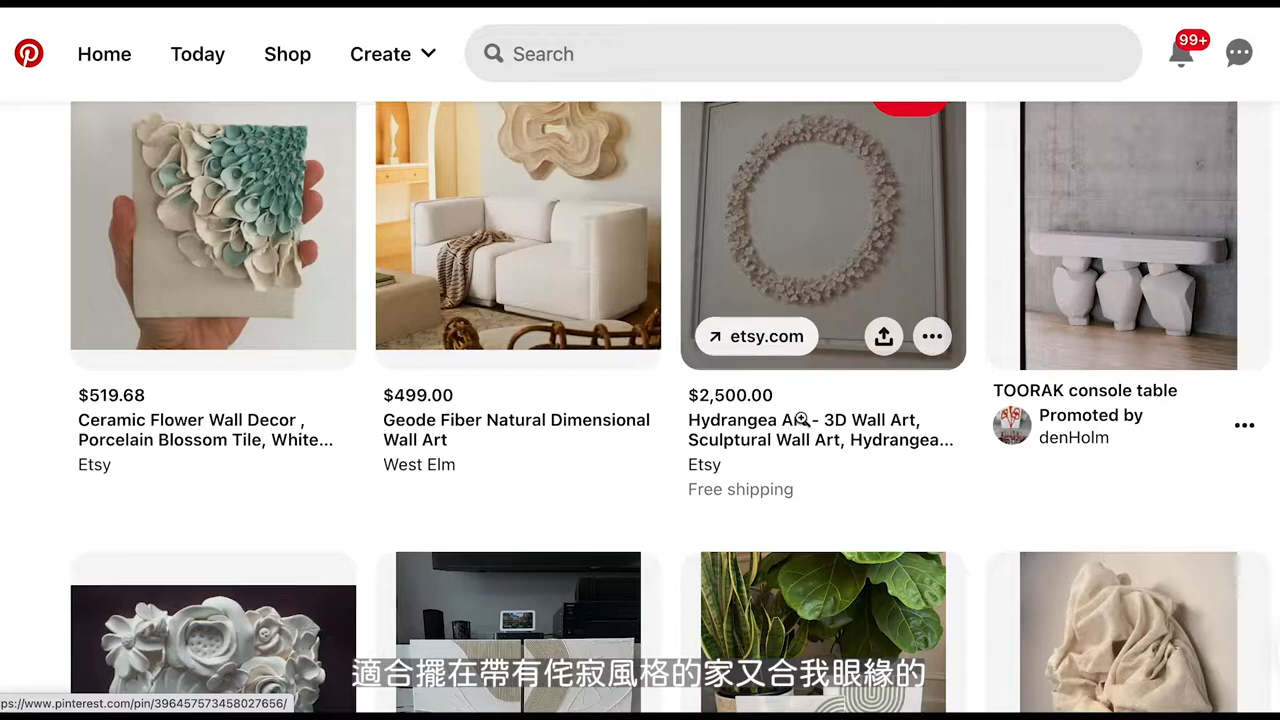 Home
Today
Shop
Create
Search
99+
etsy.com
$519.68
Ceramic Flower Wall Decor ,
Porcelain Blossom Tile, White...
Etsy
$499.00
Geode Fiber Natural Dimensional
Wall Art
West Elm
$2,500.00
Hydrangea - 3D Wall Art,
Sculptural Wall Art, Hydrangea...
Etsy
Free shipping
TOORAK console table
Promoted by
denHolm
適合擺在帶有侘寂風格的家又合我眼緣的
ps://www.pinterest.com/pin/396457573458027656/